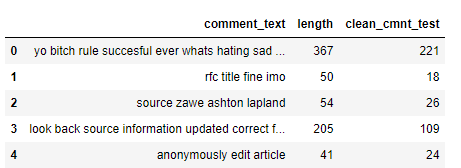 comment_text length clean_cmnt_test
0 yo bitch rule succesful ever whats hating sad ... 367 221
1 rfc title fine imo 50 18
2 source zawe ashton lapland 54 26
3 look back source information updated correct f... 205 109
4 anonymously edit article 41 24